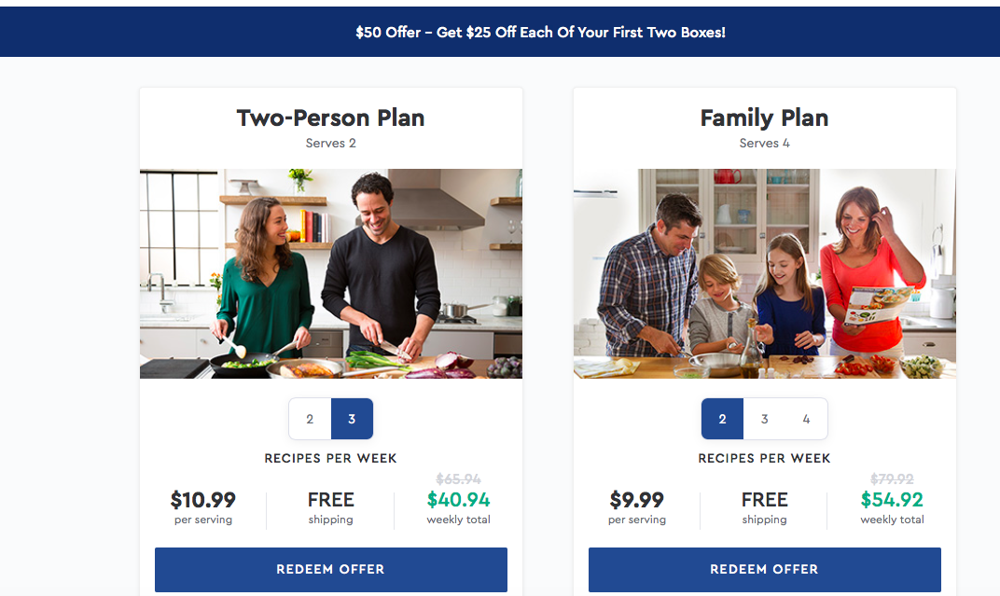 $50 Offer – Get $25 Off Each Of Your First Two Boxes!
Two-Person Plan
Serves 2
2 3
RECIPES PER WEEK
$65.94
$10.99 FREE $40.94
per serving shipping weekly total
REDEEM OFFER
Family Plan
Serves 4
2 3 4
RECIPES PER WEEK
$79.92
$9.99 FREE $54.92
per serving shipping weekly total
REDEEM OFFER